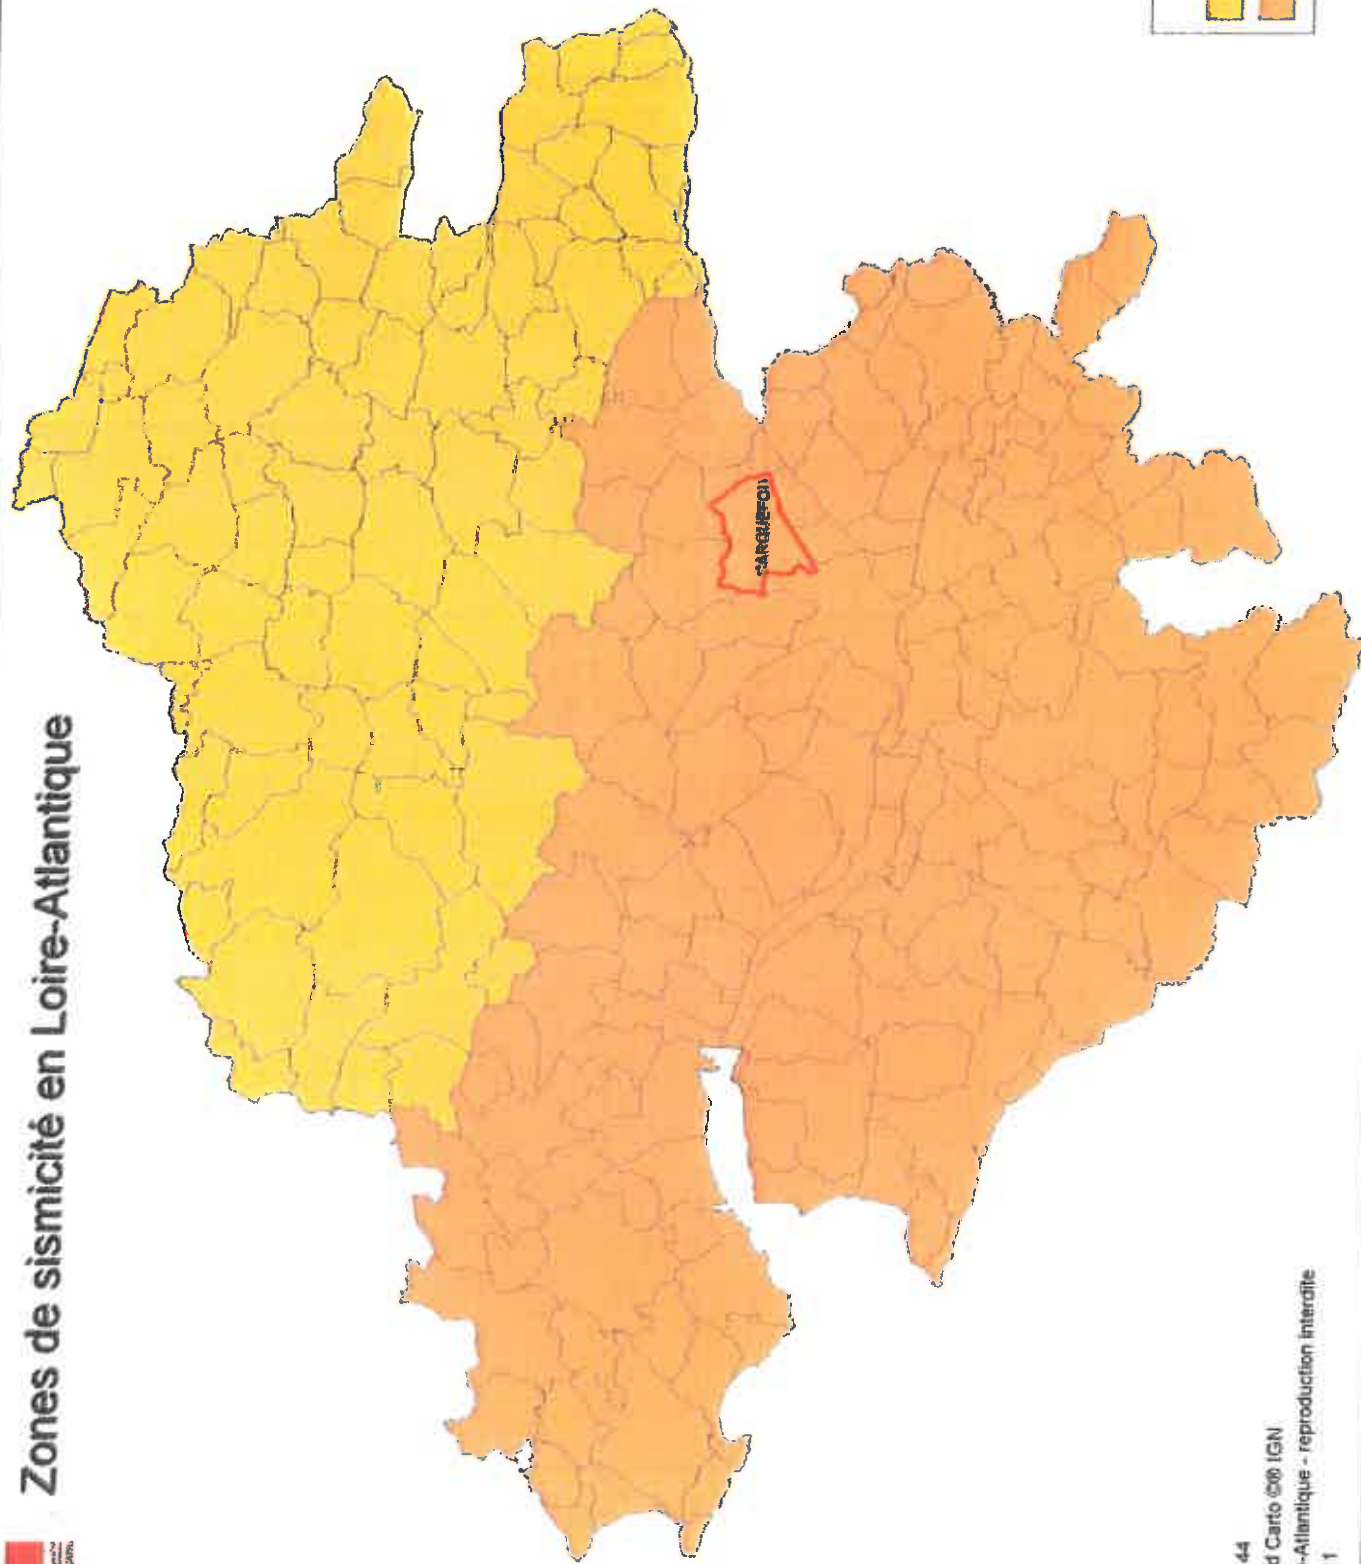 Zones de sismicité en Loire-Atlantique
CARQUEFOU
44
Carto ©® IGN
-Atlantique - reproduction interdite
1